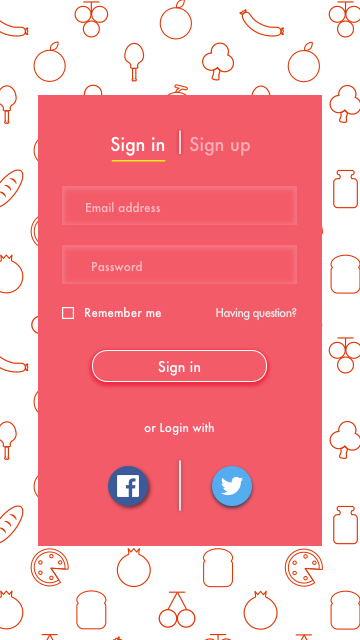 Sign in
Sign up
Email address
Password
Remember me
Having question?
Sign in
or Login with